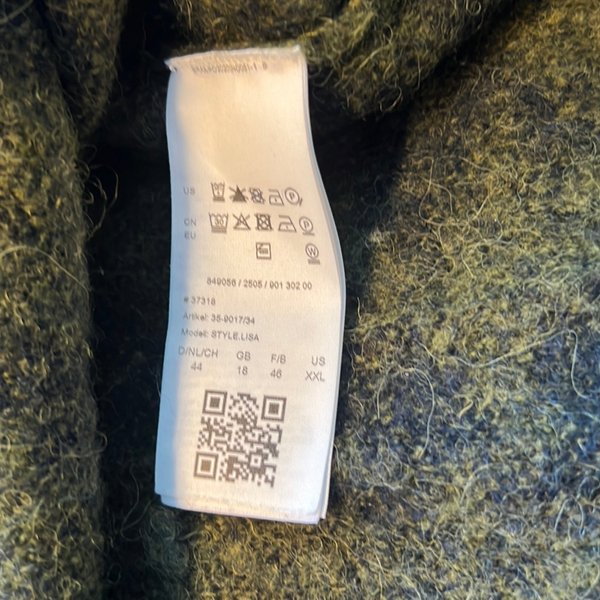 US
CN
30
P
EU
W
849056 / 2505 / 901 302 00
# 37318
Artikel: 35-9017/34
Modell: STYLE.LISA
D/NL/CH GB F/B US
44 18 46 XXL